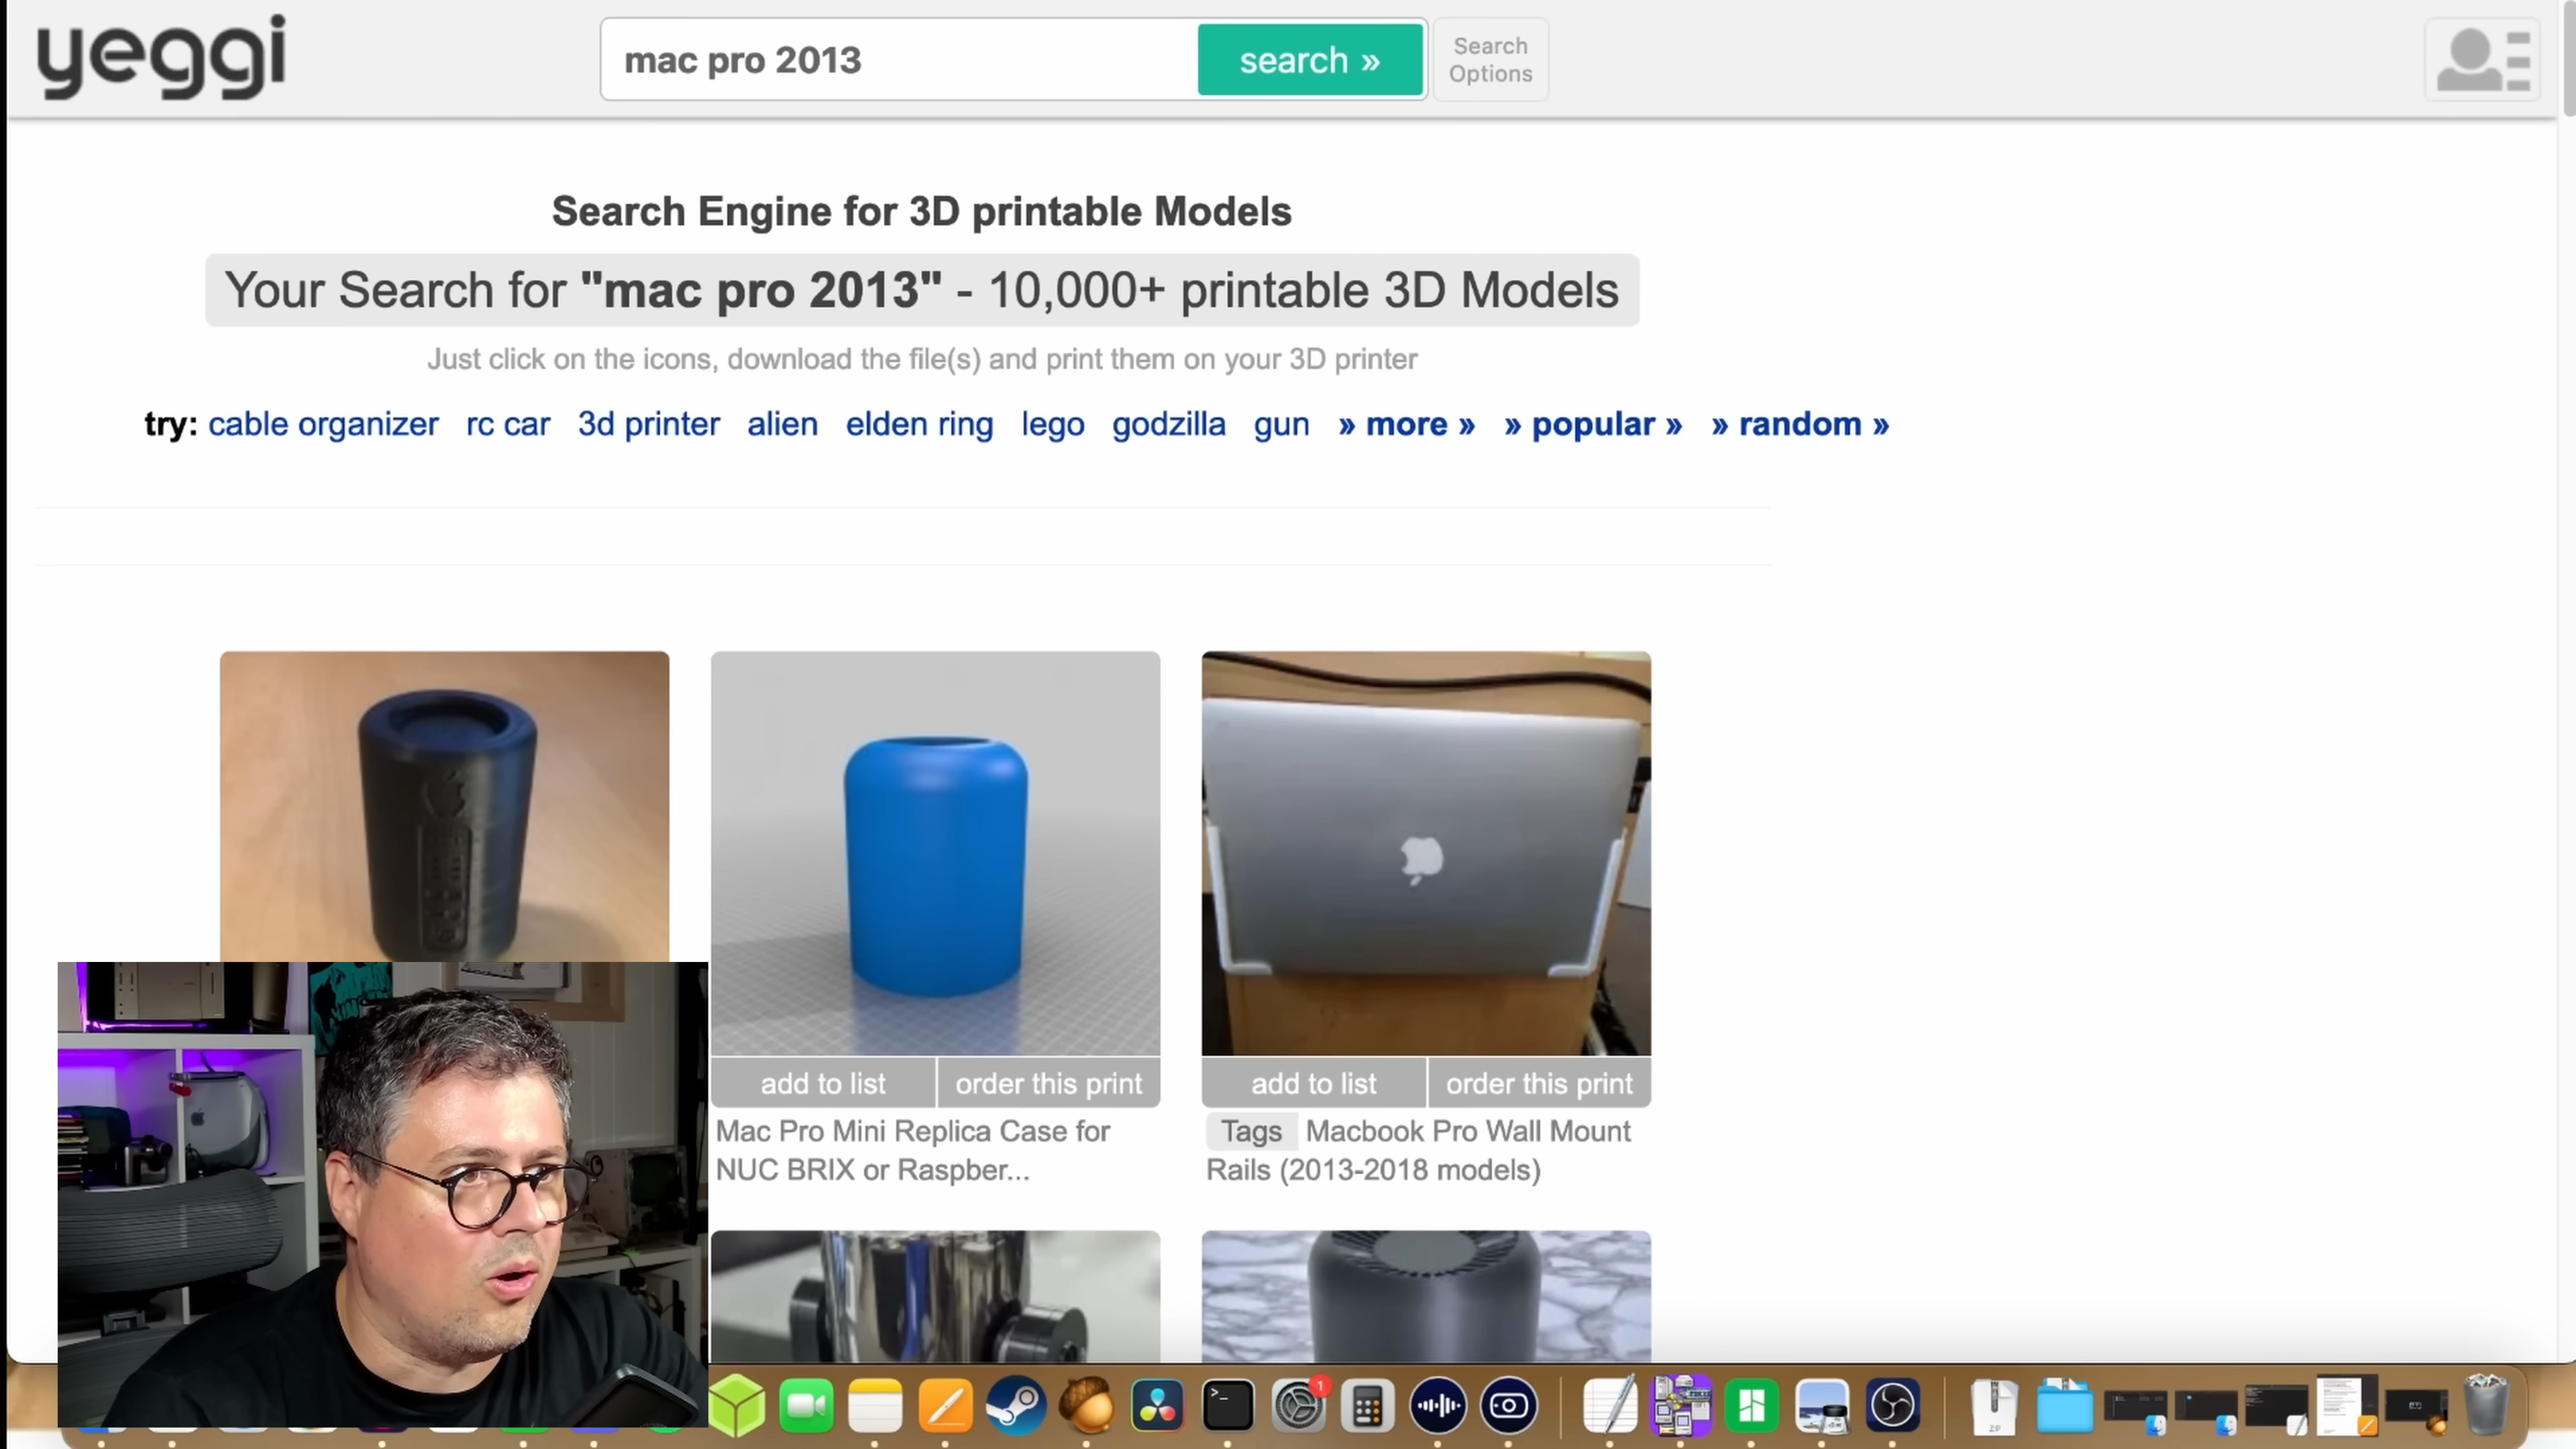 yeggi
mac pro 2013
search »
Search
Options
Search Engine for 3D printable Models
Your Search for "mac pro 2013" - 10,000+ printable 3D Models
Just click on the icons, download the file(s) and print them on your 3D printer
try: cable organizer rc car 3d printer alien elden ring lego godzilla gun » more » » popular » » random »
add to list order this print
Mac Pro Mini Replica Case for
NUC BRIX or Raspber...
add to list order this print
Tags Macbook Pro Wall Mount
Rails (2013-2018 models)
1
ZIP